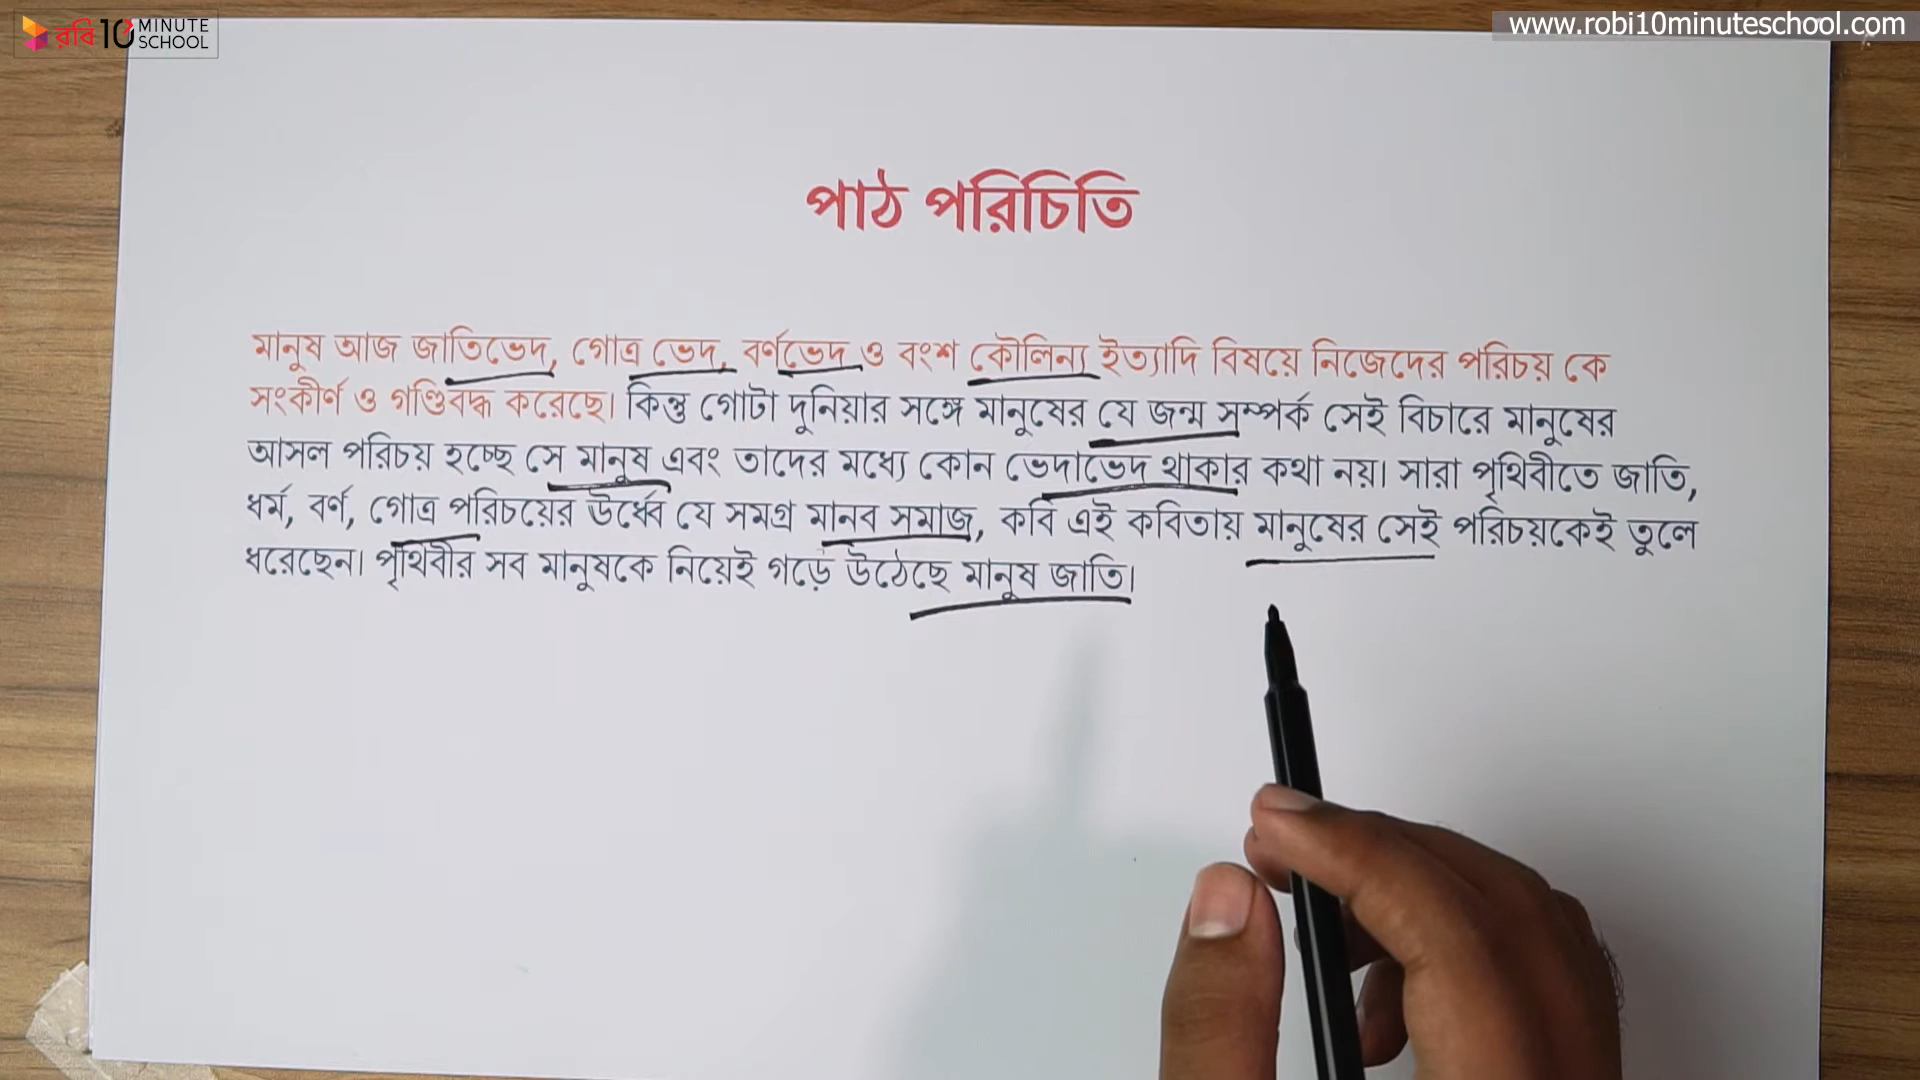 রবি 10 MINUTE SCHOOL
www.robi10minuteschool.com
পাঠ পরিচিতি
মানুষ আজ জাতিভেদ, গোত্র ভেদ, বর্ণভেদ ও বংশ কৌলিন্য ইত্যাদি বিষয়ে নিজেদের পরিচয় কে
সংকীর্ণ ও গণ্ডিবদ্ধ করেছে। কিন্তু গোটা দুনিয়ার সঙ্গে মানুষের যে জন্ম সম্পর্ক সেই বিচারে মানুষের
আসল পরিচয় হচ্ছে সে মানুষ এবং তাদের মধ্যে কোন ভেদাভেদ থাকার কথা নয়। সারা পৃথিবীতে জাতি,
ধর্ম, বর্ণ, গোত্র পরিচয়ের ঊর্ধ্বে যে সমগ্র মানব সমাজ, কবি এই কবিতায় মানুষের সেই পরিচয়কেই তুলে
ধরেছেন। পৃথিবীর সব মানুষকে নিয়েই গড়ে উঠেছে মানুষ জাতি।